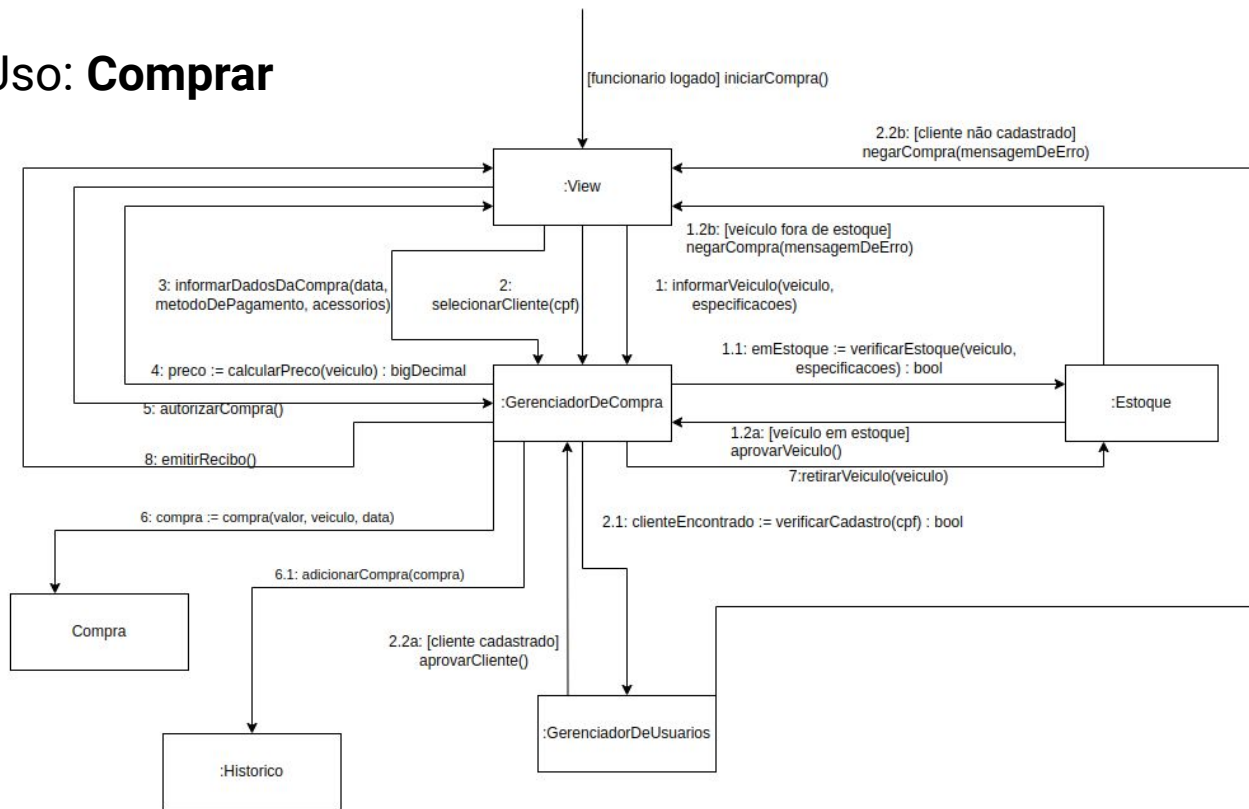 Uso: Comprar
[funcionario logado] iniciarCompra()
2.2b: [cliente não cadastrado]
negarCompra(mensagemDeErro)
:View
1.2b: [veículo fora de estoque]
negarCompra(mensagemDeErro)
3: informarDadosDaCompra(data,
metodoDePagamento, acessorios)
2:
selecionarCliente(cpf)
1: informarVeiculo(veiculo,
especificacoes)
1.1: emEstoque := verificarEstoque(veiculo,
especificacoes) : bool
4: preco := calcularPreco(veiculo) : bigDecimal
:GerenciadorDeCompra
:Estoque
5: autorizarCompra()
1.2a: [veículo em estoque]
aprovarVeiculo()
8: emitirRecibo()
7:retirarVeiculo(veiculo)
6: compra := compra(valor, veiculo, data)
2.1: clienteEncontrado := verificarCadastro(cpf) : bool
6.1: adicionarCompra(compra)
Compra
2.2a: [cliente cadastrado]
aprovarCliente()
:GerenciadorDeUsuarios
:Historico